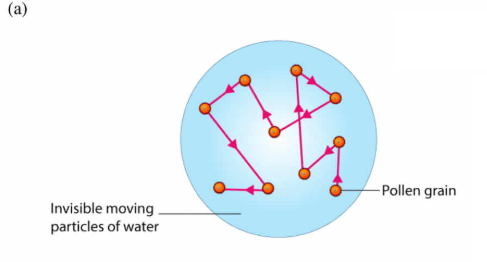 (a)
Pollen grain
Invisible moving
particles of water